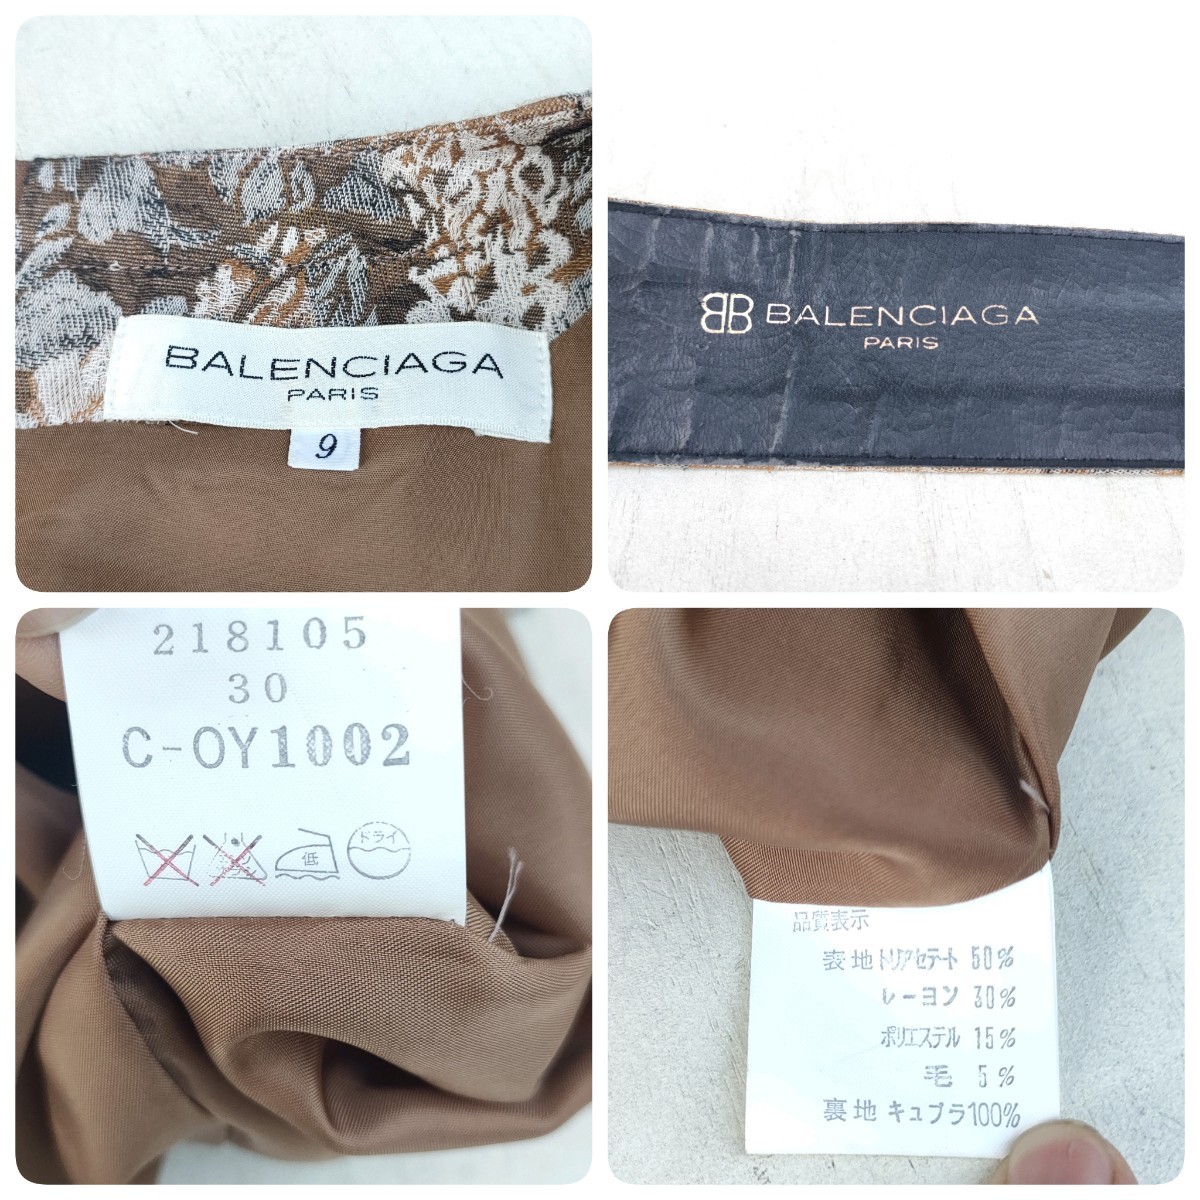 BALENCIAGA
PARIS
9
BB BALENCIAGA
PARIS
218105
30
C-OY1002
低
ドライ
品質表示
表地 トリアセテート 50%
レーヨン 30%
ポリエステル 15%
毛 5%
裏地 キュプラ 100%